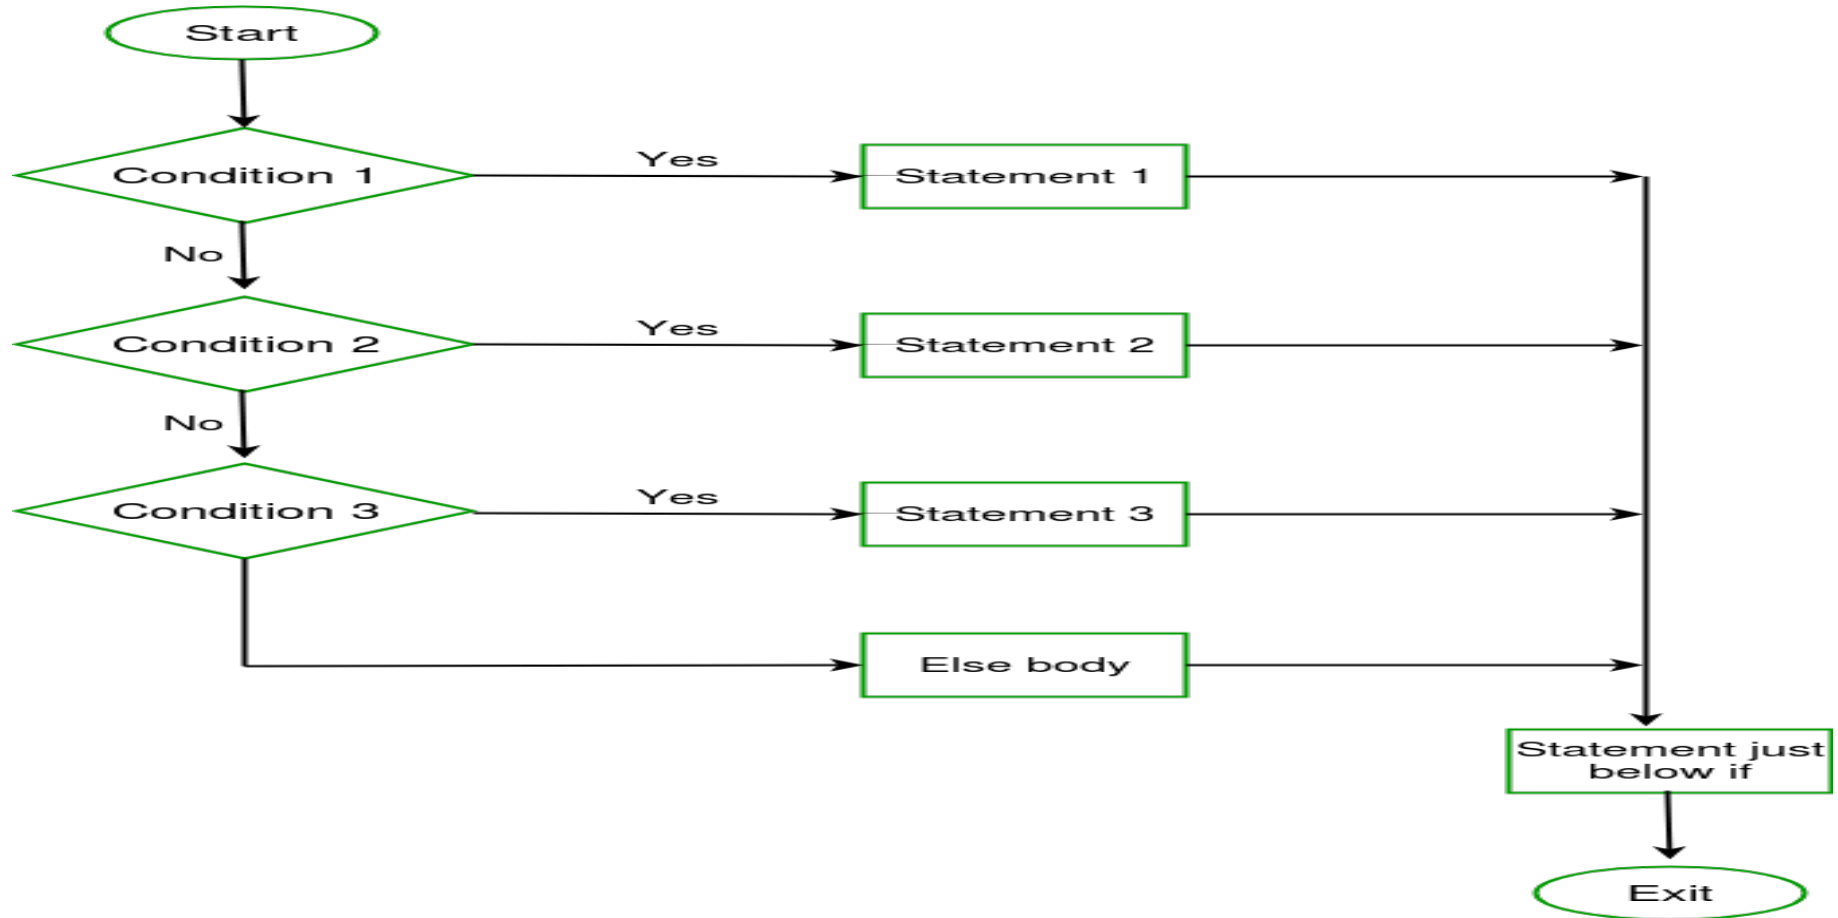 Start
Condition 1
Yes
Statement 1
No
Condition 2
Yes
Statement 2
No
Condition 3
Yes
Statement 3
Else body
Statement just
below if
Exit